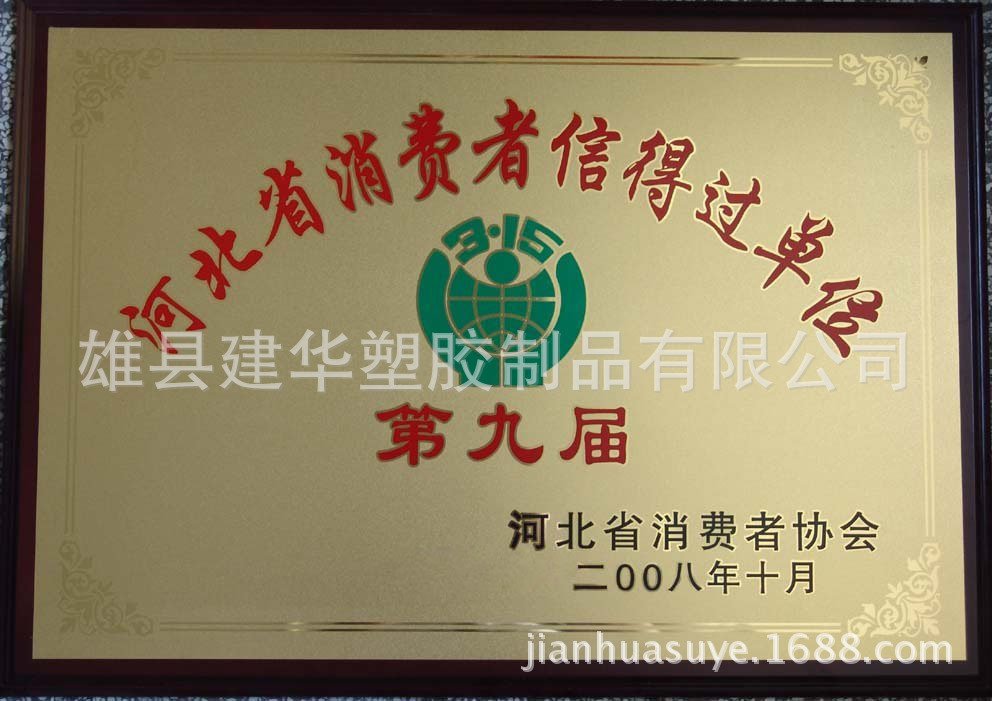 河北省消费者信得过单位
3·15
雄县建华塑胶制品有限公司
第九届
河北省消费者协会
二00八年十月
jianhuasuye.1688.com